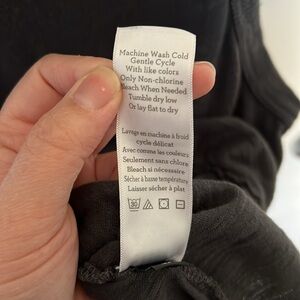 Machine Wash Cold
Gentle Cycle
With like colors
Only Non-chlorine
Beach When Needed
Tumble dry low
Or lay flat to dry
Lavage en machine à froid
cycle délicat
Avec comme les couleurs
Seulement sans chlore
Bleach si nécessaire
Sécher à basse température
Laisser sécher à plat
30